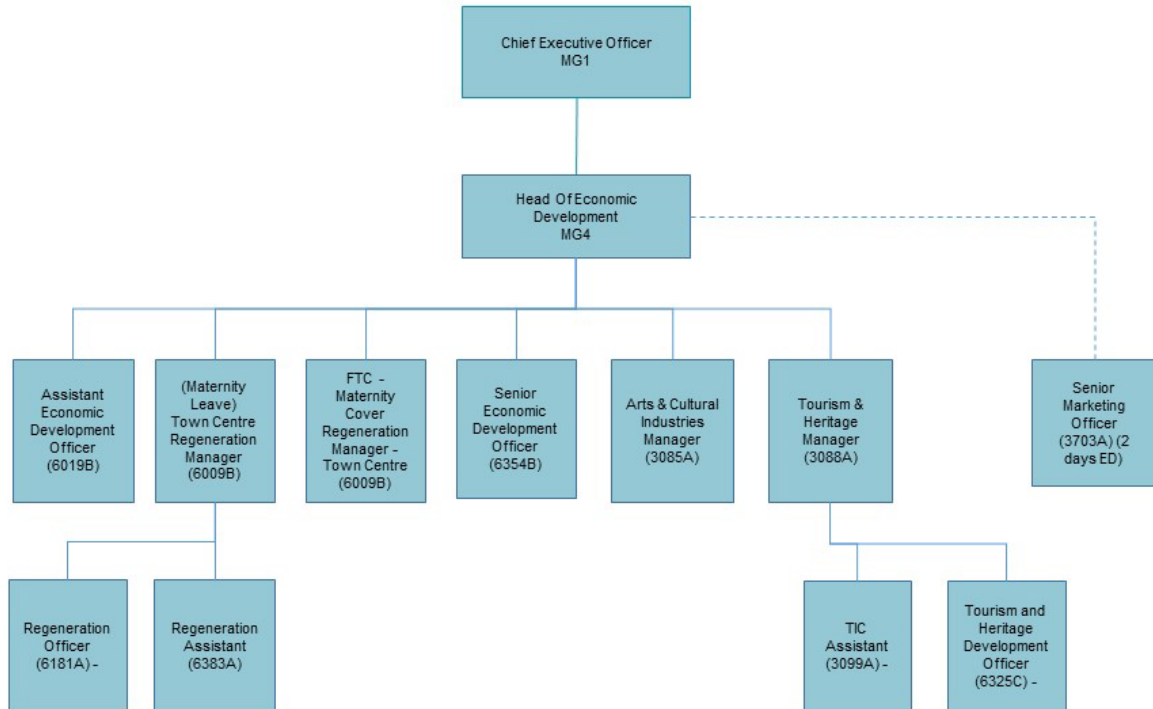 Chief Executive Officer
MG1
Head Of Economic
Development
MG4
Assistant
Economic
Development
Officer
(6019B)
(Maternity
Leave)
Town Centre
Regeneration
Manager
(6009B)
FTC -
Maternity
Cover
Regeneration
Manager -
Town Centre
(6009B)
Senior
Economic
Development
Officer
(6354B)
Arts & Cultural
Industries
Manager
(3085A)
Tourism &
Heritage
Manager
(3088A)
Senior
Marketing
Officer
(3703A) (2
days ED)
Regeneration
Officer
(6181A) -
Regeneration
Assistant
(6383A)
TIC
Assistant
(3099A) -
Tourism and
Heritage
Development
Officer
(6325C) -